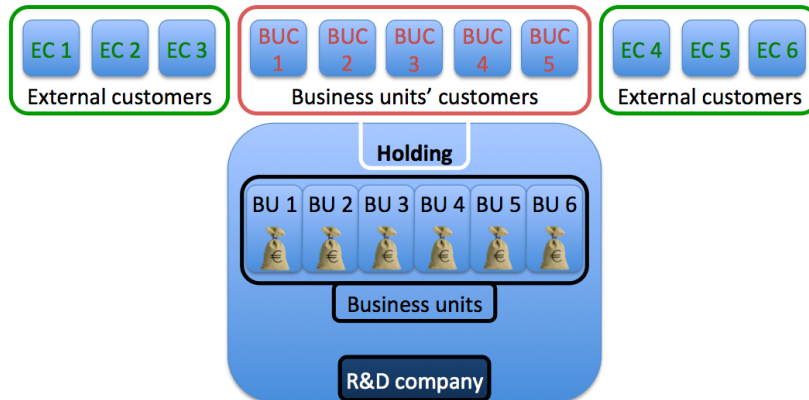 EC 1 EC 2 EC 3
External customers
BUC 1 BUC 2 BUC 3 BUC 4 BUC 5
Business units’ customers
EC 4 EC 5 EC 6
External customers
Holding
BU 1 BU 2 BU 3 BU 4 BU 5 BU 6
€ € € € € €
Business units
R&D company